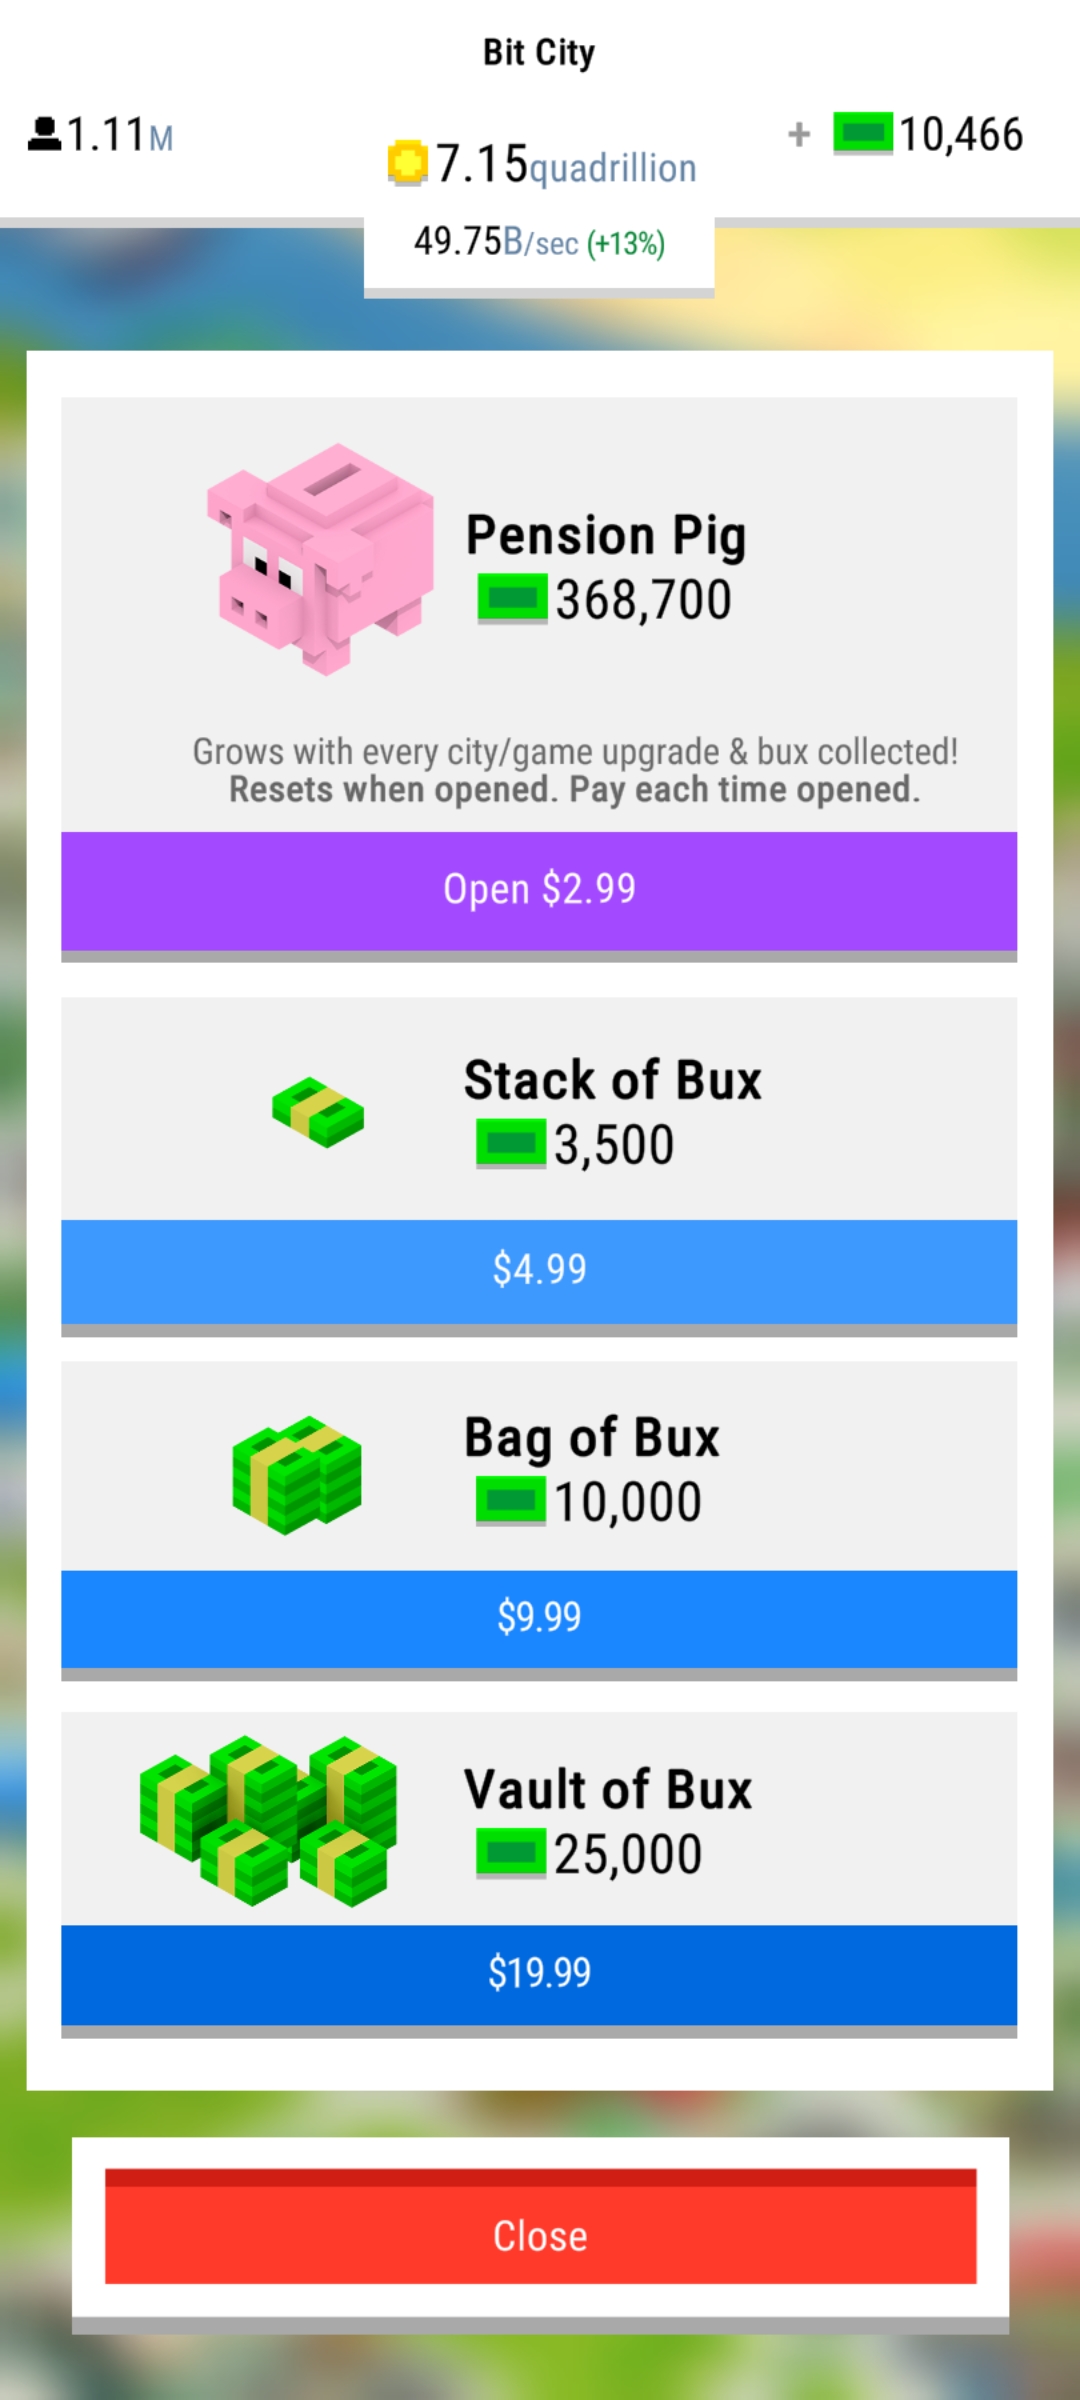 Bit City
1.11M
7.15quadrillion
+ 10,466
49.75B/sec (+13%)
Pension Pig
368,700
Grows with every city/game upgrade & bux collected!
Resets when opened. Pay each time opened.
Open $2.99
Stack of Bux
3,500
$4.99
Bag of Bux
10,000
$9.99
Vault of Bux
25,000
$19.99
Close